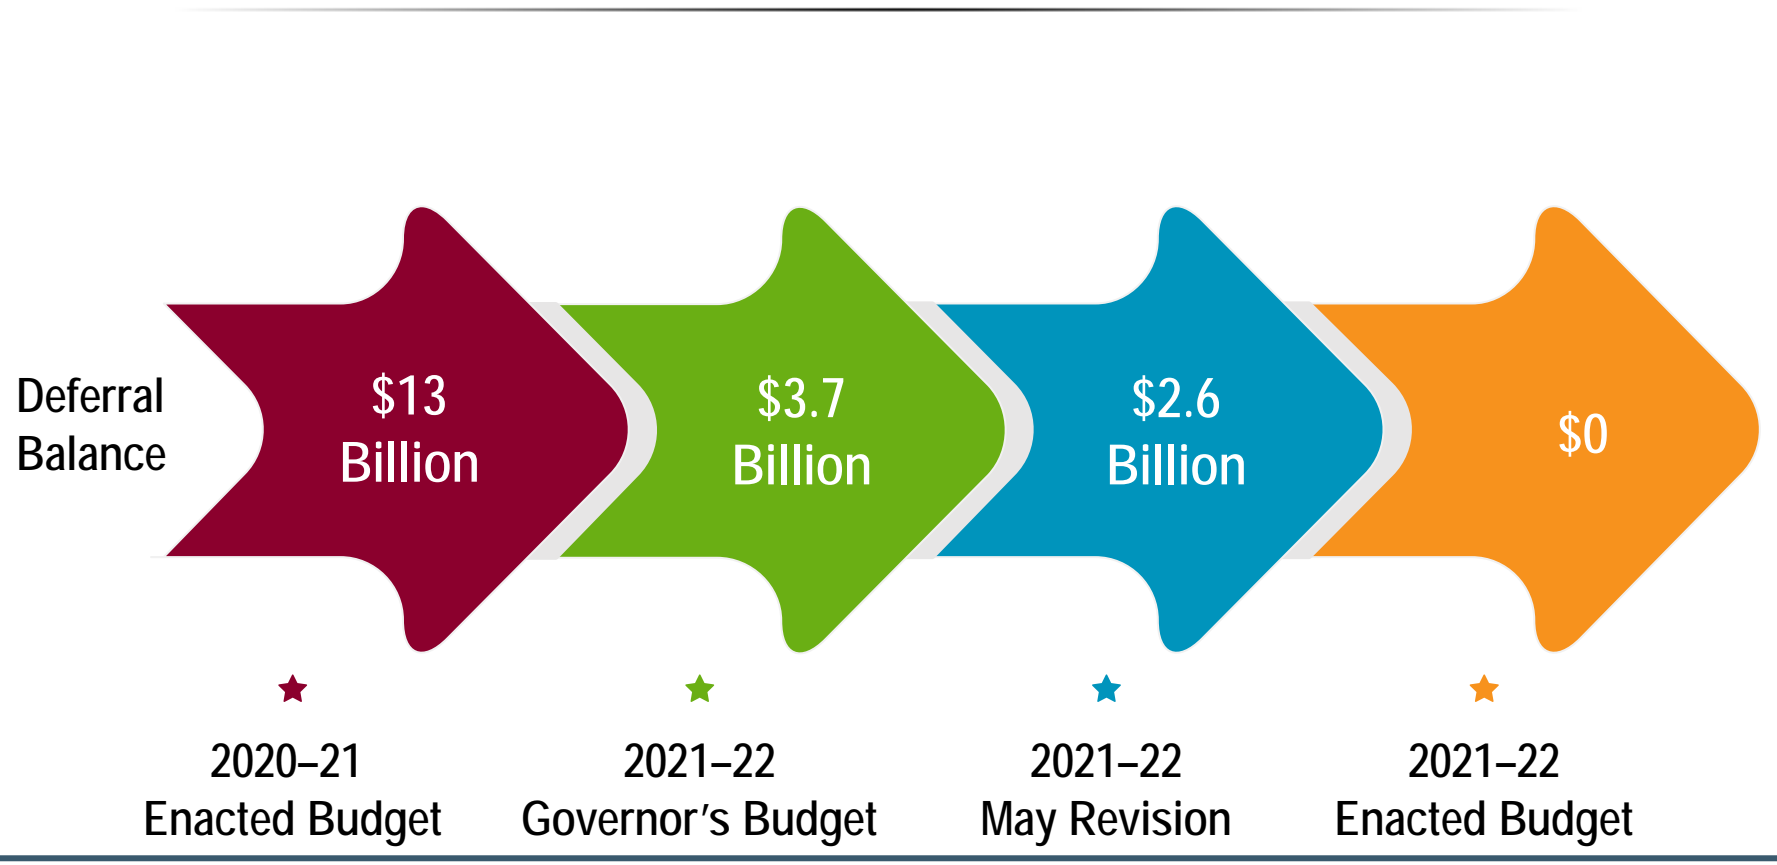 Deferral
Balance
$13
Billion
$3.7
Billion
$2.6
Billion
$0
2020–21
Enacted Budget
2021–22
Governor’s Budget
2021–22
May Revision
2021–22
Enacted Budget